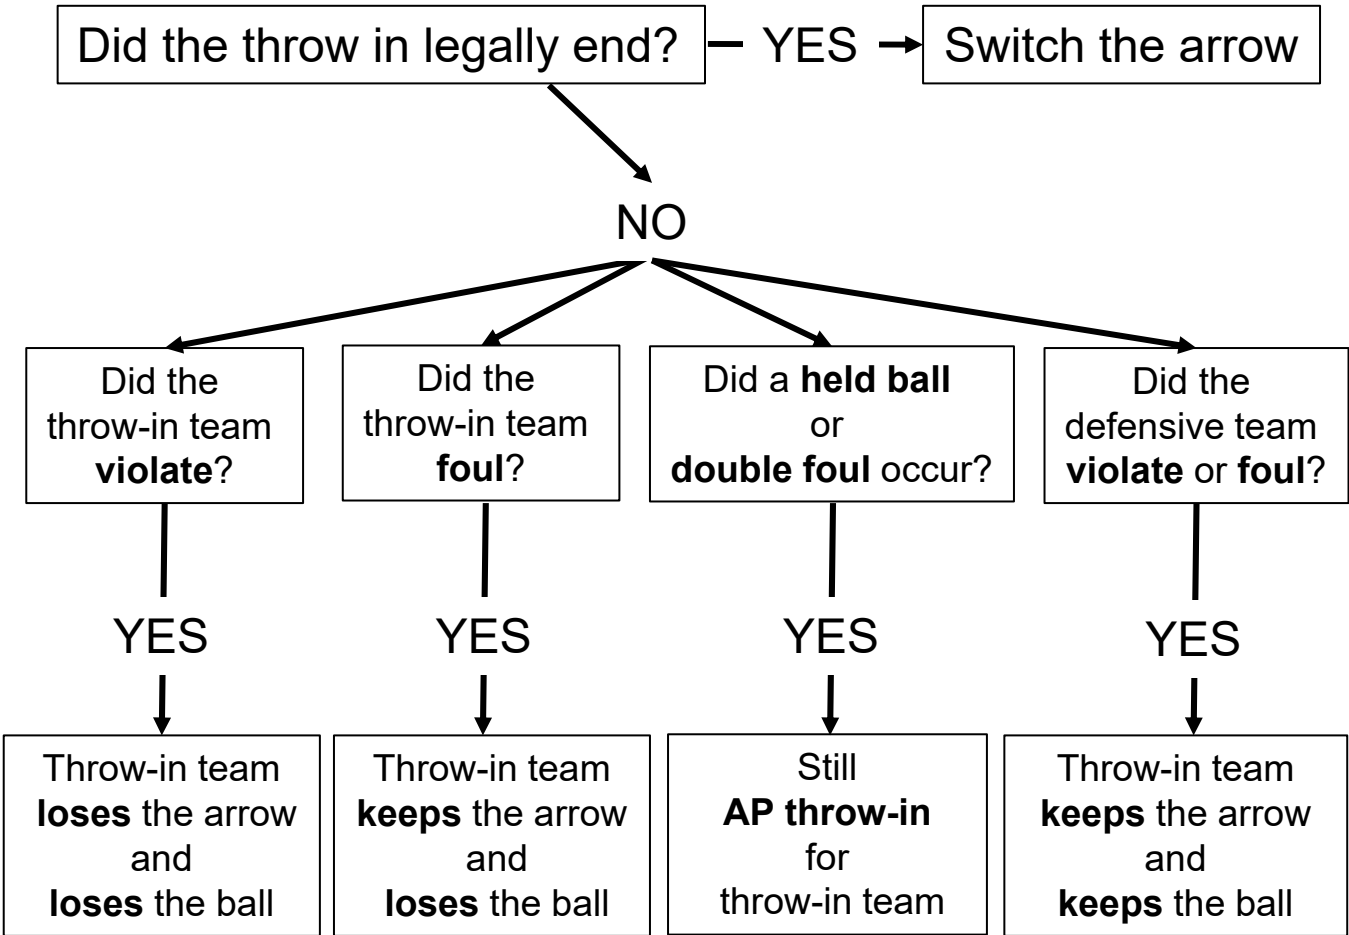 Did the throw in legally end?
YES
Switch the arrow
NO
Did the
throw-in team
violate?
Did the
throw-in team
foul?
Did a held ball
or
double foul occur?
Did the
defensive team
violate or foul?
YES
YES
YES
YES
Throw-in team
loses the arrow
and
loses the ball
Throw-in team
keeps the arrow
and
loses the ball
Still
AP throw-in
for
throw-in team
Throw-in team
keeps the arrow
and
keeps the ball